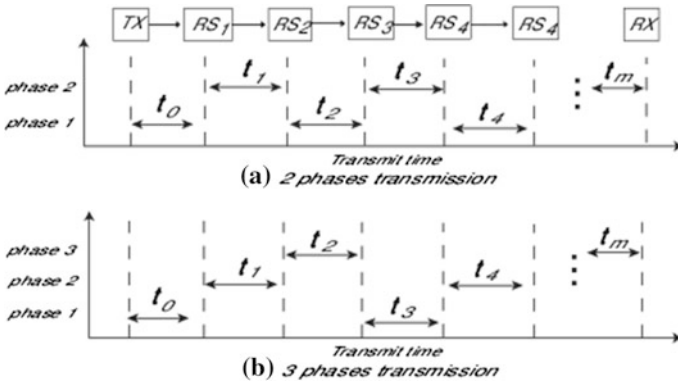 TX RS1 RS2 RS3 RS4 RS4 RX
phase 2 t1 t3 tm
phase 1 t0 t2 t4
Transmit time
(a) 2 phases transmission
phase 3 t2 tm
phase 2 t1 t4
phase 1 t0 t3
Transmit time
(b) 3 phases transmission